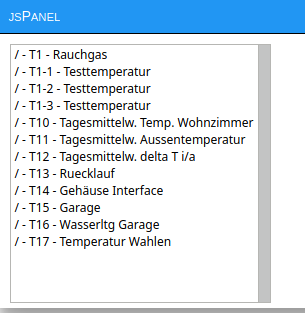 jsPanel
/ - T1 - Rauchgas
/ - T1-1 - Testtemperatur
/ - T1-2 - Testtemperatur
/ - T1-3 - Testtemperatur
/ - T10 - Tagesmittelw. Temp. Wohnzimmer
/ - T11 - Tagesmittelw. Aussentemperatur
/ - T12 - Tagesmittelw. delta T i/a
/ - T13 - Ruecklauf
/ - T14 - Gehäuse Interface
/ - T15 - Garage
/ - T16 - Wasserltg Garage
/ - T17 - Temperatur Wahlen